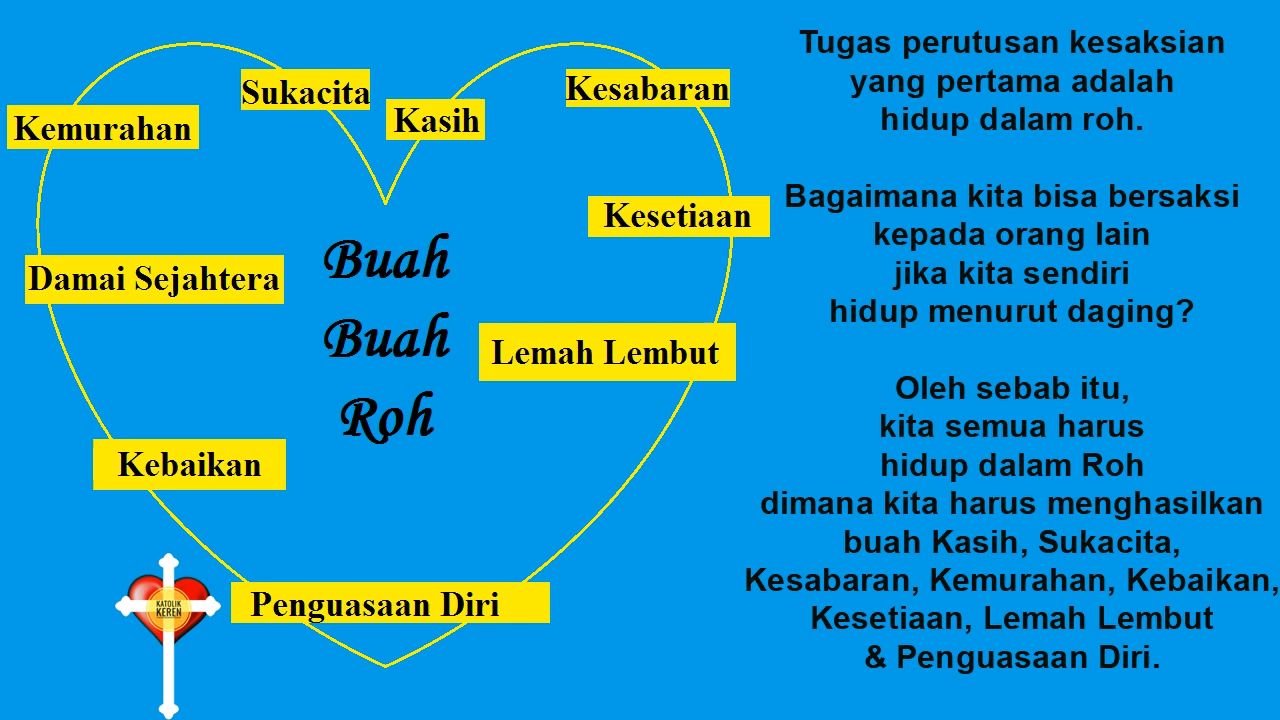 Sukacita
Kasih
Kesabaran
Kemurahan
Kesetiaan
Damai Sejahtera
Buah
Buah
Roh
Lemah Lembut
Kebaikan
Penguasaan Diri
KATOLIK
KEREN
Tugas perutusan kesaksian
yang pertama adalah
hidup dalam roh.
Bagaimana kita bisa bersaksi
kepada orang lain
jika kita sendiri
hidup menurut daging?
Oleh sebab itu,
kita semua harus
hidup dalam Roh
dimana kita harus menghasilkan
buah Kasih, Sukacita,
Kesabaran, Kemurahan, Kebaikan,
Kesetiaan, Lemah Lembut
& Penguasaan Diri.